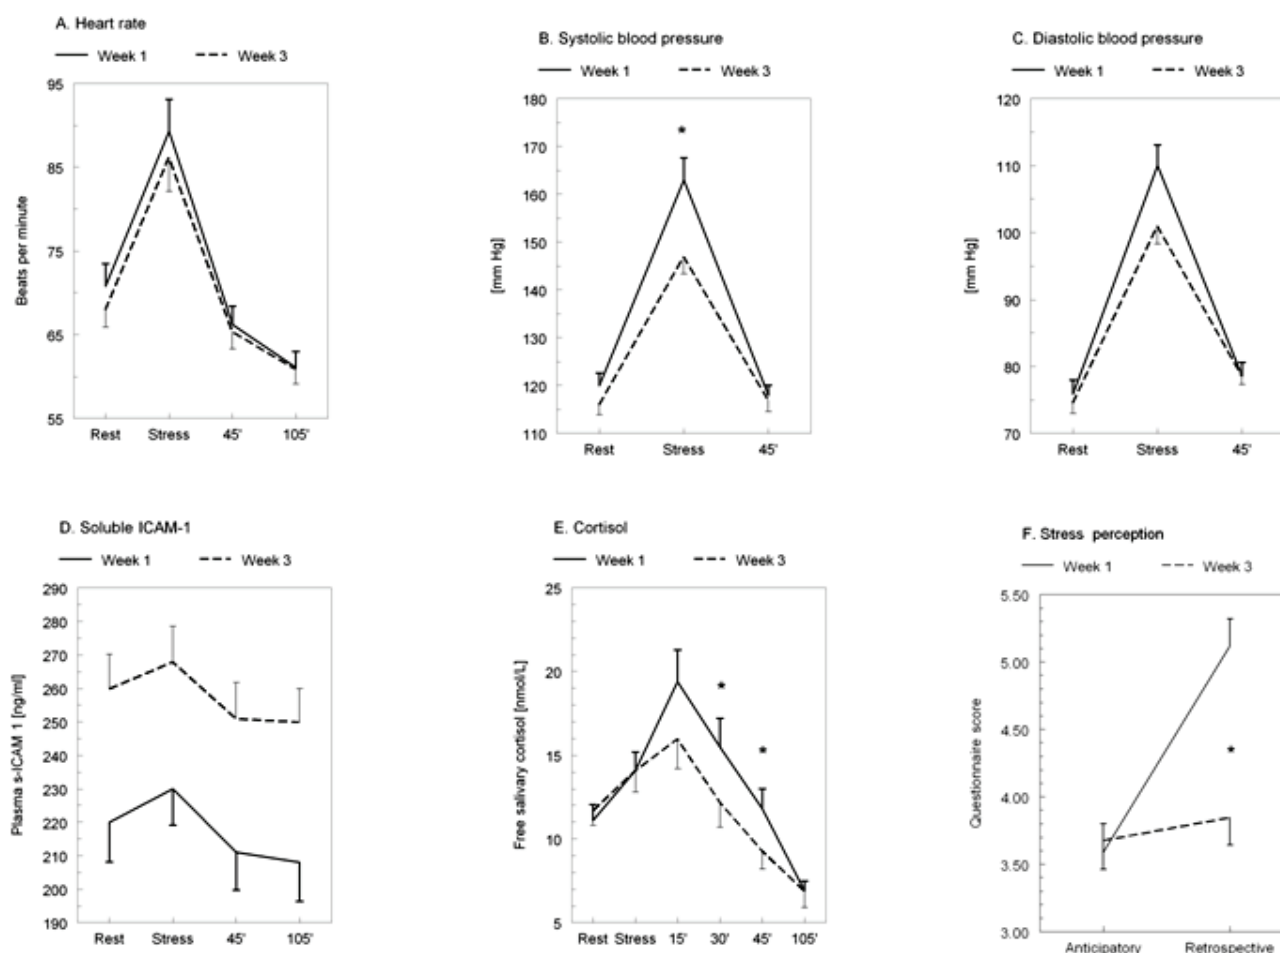 A. Heart rate
Week 1 Week 3
Beats per minute
95
85
75
65
55
Rest Stress 45' 105'
B. Systolic blood pressure
Week 1 Week 3
[mm Hg]
180
170
160
150
140
130
120
110
*
Rest Stress 45'
C. Diastolic blood pressure
Week 1 Week 3
[mm Hg]
120
110
100
90
80
70
Rest Stress 45'
D. Soluble ICAM-1
Week 1 Week 3
Plasma s-ICAM 1 [ng/ml]
290
280
270
260
250
240
230
220
210
200
190
Rest Stress 45' 105'
E. Cortisol
Week 1 Week 3
Free salivary cortisol [nmol/L]
25
20
15
10
5
*
*
Rest Stress 15' 30' 45' 105'
F. Stress perception
Week 1 Week 3
Questionnaire score
5.50
5.00
4.50
4.00
3.50
3.00
*
Anticipatory Retrospective